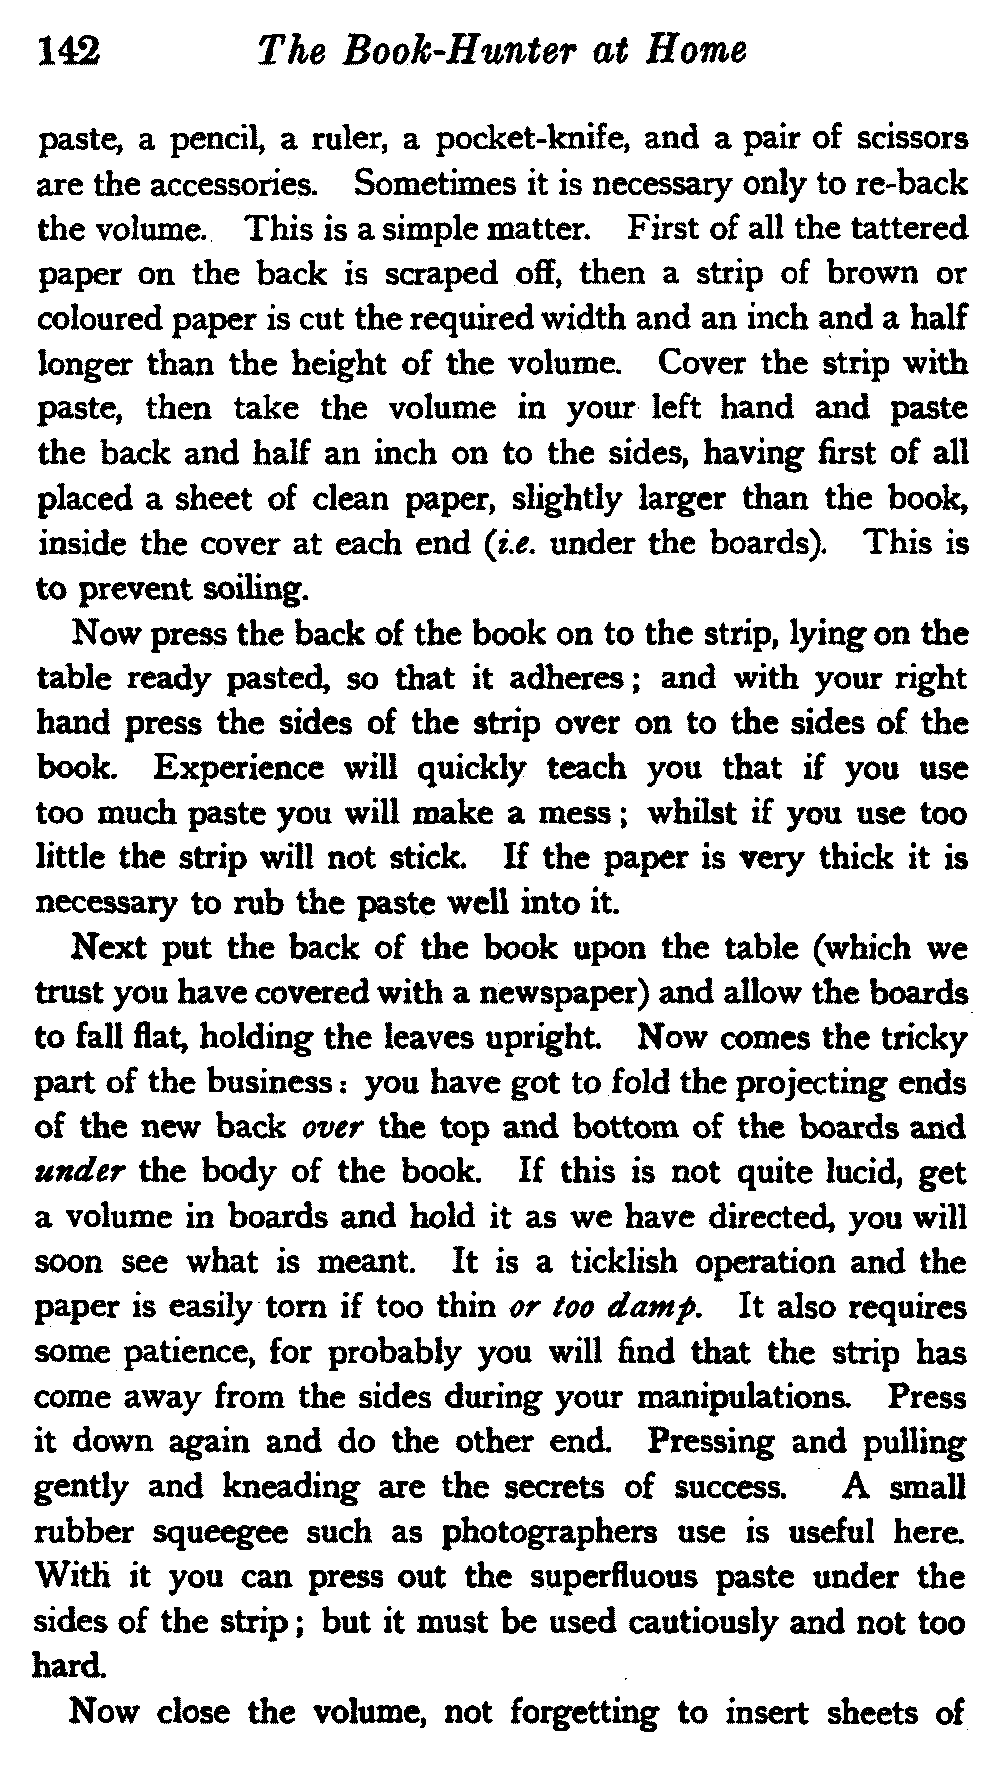 142 The Book-Hunter at Home
paste, a pencil, a ruler, a pocket-knife, and a pair of scissors
are the accessories. Sometimes it is necessary only to re-back
the volume. This is a simple matter. First of all the tattered
paper on the back is scraped off, then a strip of brown or
coloured paper is cut the required width and an inch and a half
longer than the height of the volume. Cover the strip with
paste, then take the volume in your left hand and paste
the back and half an inch on to the sides, having first of all
placed a sheet of clean paper, slightly larger than the book,
inside the cover at each end (i.e. under the boards). This is
to prevent soiling.
Now press the back of the book on to the strip, lying on the
table ready pasted, so that it adheres; and with your right
hand press the sides of the strip over on to the sides of the
book. Experience will quickly teach you that if you use
too much paste you will make a mess; whilst if you use too
little the strip will not stick. If the paper is very thick it is
necessary to rub the paste well into it.
Next put the back of the book upon the table (which we
trust you have covered with a newspaper) and allow the boards
to fall flat, holding the leaves upright. Now comes the tricky
part of the business: you have got to fold the projecting ends
of the new back over the top and bottom of the boards and
under the body of the book. If this is not quite lucid, get
a volume in boards and hold it as we have directed, you will
soon see what is meant. It is a ticklish operation and the
paper is easily torn if too thin or too damp. It also requires
some patience, for probably you will find that the strip has
come away from the sides during your manipulations. Press
it down again and do the other end. Pressing and pulling
gently and kneading are the secrets of success. A small
rubber squeegee such as photographers use is useful here.
With it you can press out the superfluous paste under the
sides of the strip; but it must be used cautiously and not too
hard.
Now close the volume, not forgetting to insert sheets of